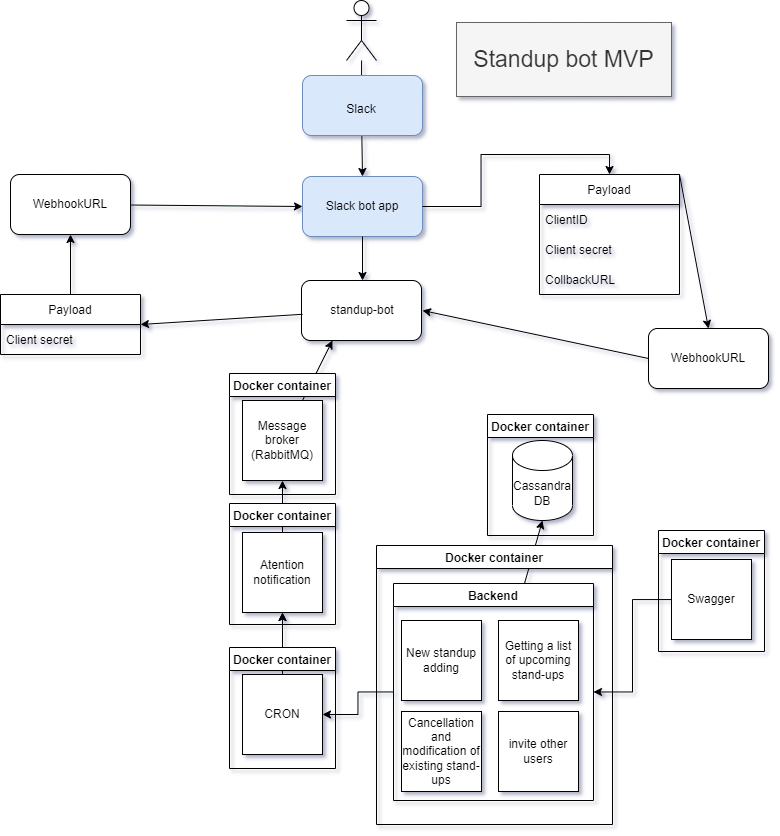 Standup bot MVP
Slack
WebhookURL
Slack bot app
Payload
ClientID
Client secret
CollbackURL
Payload
Client secret
standup-bot
WebhookURL
Docker container
Message
broker
(RabbitMQ)
Docker container
Cassandra
DB
Docker container
Atention
notification
Docker container
Backend
New standup
adding
Getting a list
of upcoming
stand-ups
Cancellation
and
modification of
existing stand-
ups
invite other
users
Docker container
Swagger
Docker container
CRON